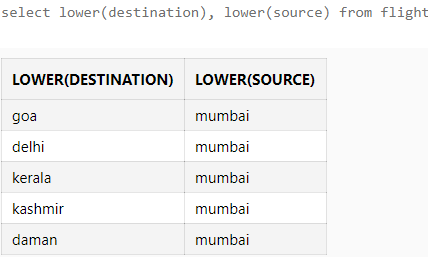 select lower(destination), lower(source) from flight
LOWER(DESTINATION) LOWER(SOURCE)
goa mumbai
delhi mumbai
kerala mumbai
kashmir mumbai
daman mumbai